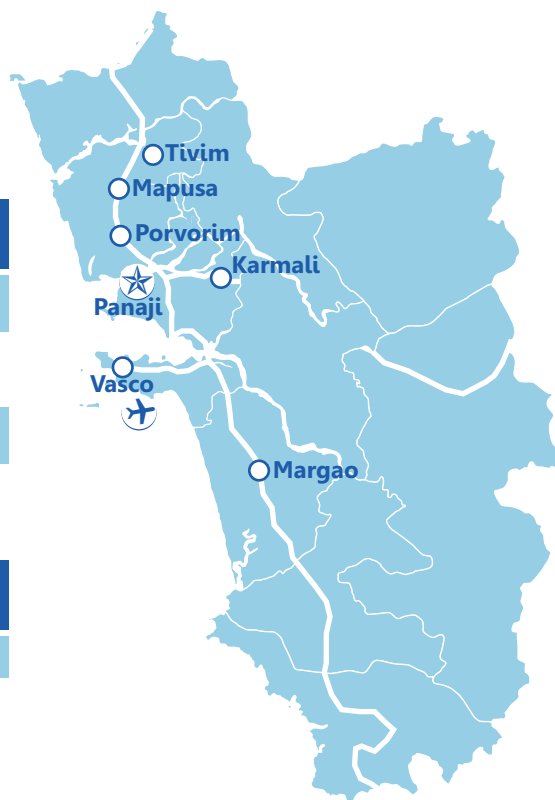 Tivim
Mapusa
Porvorim
Karmali
Panaji
Vasco
Margao